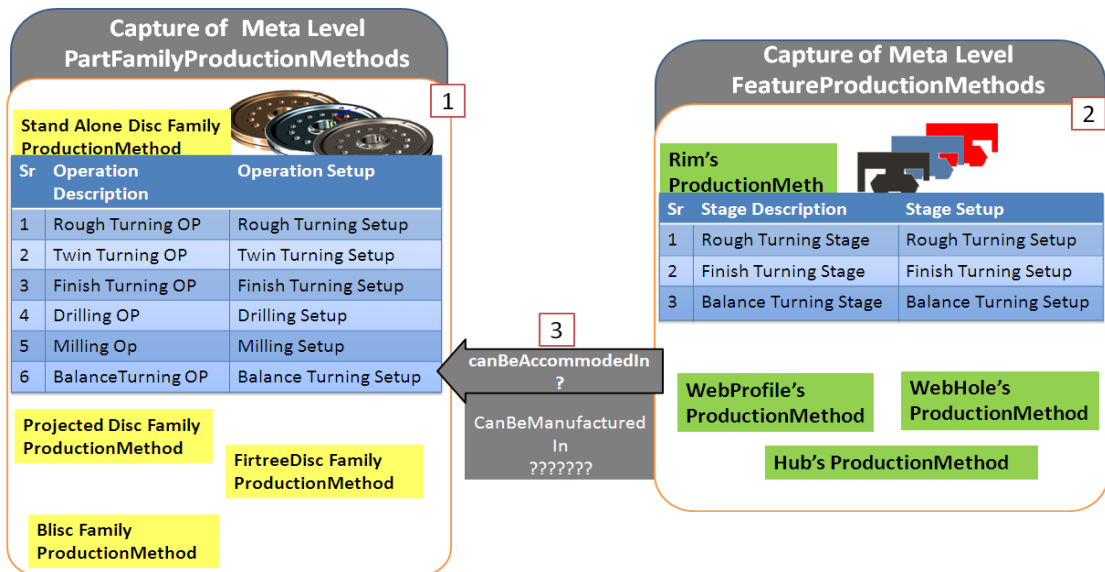 Capture of Meta Level
PartFamilyProductionMethods
1
Stand Alone Disc Family
ProductionMethod
Sr Operation Description Operation Setup
1 Rough Turning OP Rough Turning Setup
2 Twin Turning OP Twin Turning Setup
3 Finish Turning OP Finish Turning Setup
4 Drilling OP Drilling Setup
5 Milling Op Milling Setup
6 BalanceTurning OP Balance Turning Setup
Projected Disc Family
ProductionMethod
FirtreeDisc Family
ProductionMethod
Blisc Family
ProductionMethod
3
canBeAccommodedIn
?
CanBeManufactured
In
???????
Capture of Meta Level
FeatureProductionMethods
2
Rim's
ProductionMeth
Sr Stage Description Stage Setup
1 Rough Turning Stage Rough Turning Setup
2 Finish Turning Stage Finish Turning Setup
3 Balance Turning Stage Balance Turning Setup
WebProfile's
ProductionMethod
WebHole's
ProductionMethod
Hub's ProductionMethod